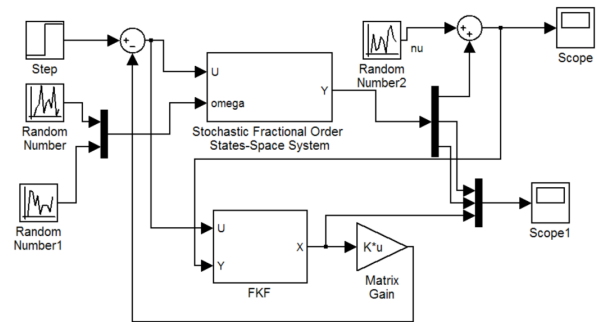 Step
Random
Number
Random
Number1
U
omega
Y
Stochastic Fractional Order
States-Space System
Random
Number2
nu
Scope
U
Y
X
FKF
K*u
Matrix
Gain
Scope1